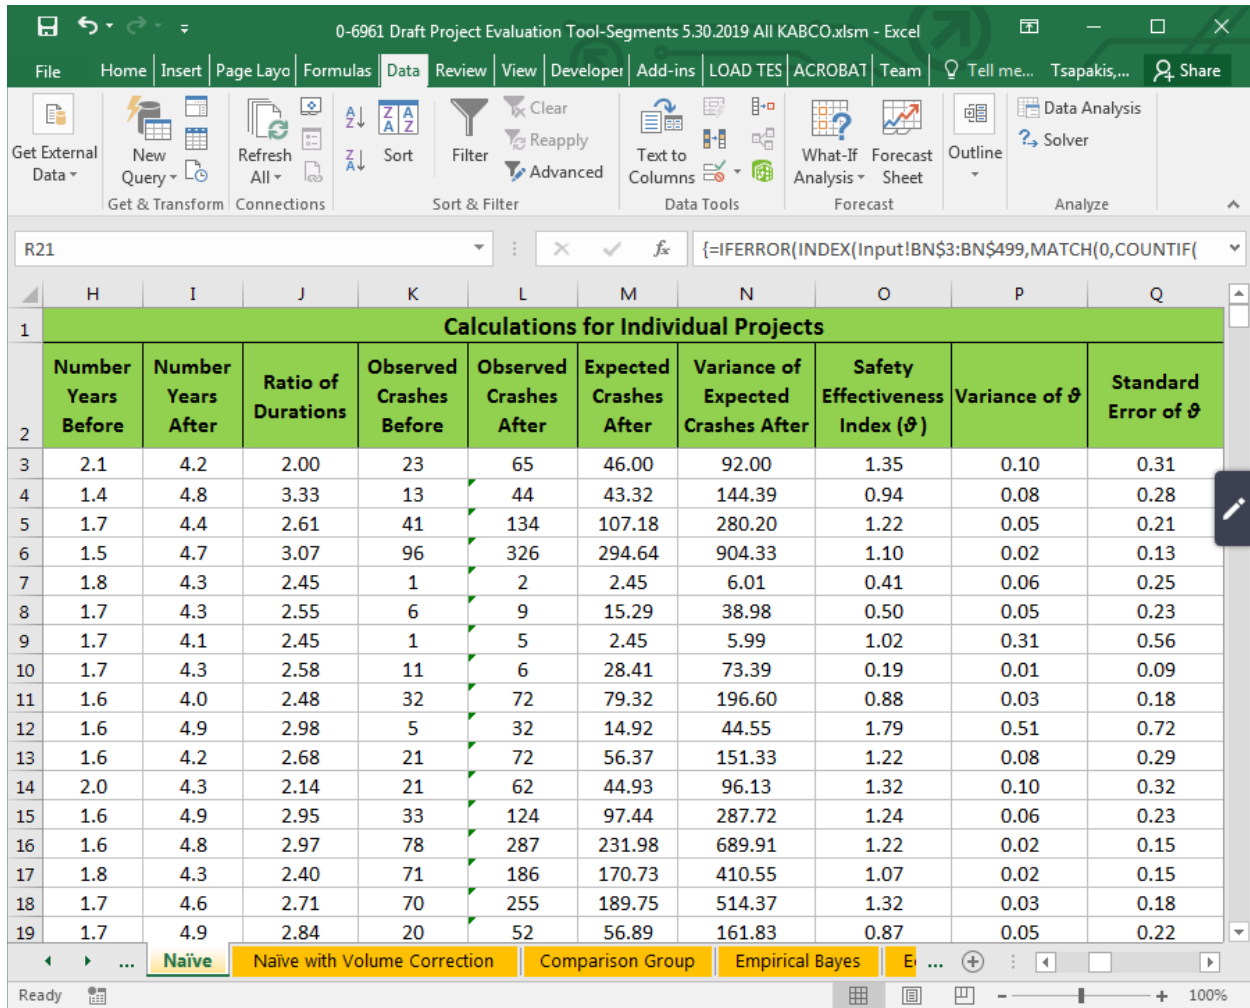 0-6961 Draft Project Evaluation Tool-Segments 5.30.2019 All KABCO.xlsm - Excel
File Home Insert Page Layo Formulas Data Review View Developer Add-ins LOAD TES ACROBAT Team Tell me... Tsapakis,... Share
Get External Data
New Query
Refresh All
Sort
Filter
Clear
Reapply
Advanced
Text to Columns
What-If Analysis
Forecast Sheet
Outline
Data Analysis
Solver
Get & Transform Connections Sort & Filter Data Tools Forecast Analyze
R21 fx {=IFERROR(INDEX(Input!BN$3:BN$499,MATCH(0,COUNTIF(
H I J K L M N O P Q
1 Calculations for Individual Projects
2 Number Years Before Number Years After Ratio of Durations Observed Crashes Before Observed Crashes After Expected Crashes After Variance of Expected Crashes After Safety Effectiveness Index (ϑ) Variance of ϑ Standard Error of ϑ
3 2.1 4.2 2.00 23 65 46.00 92.00 1.35 0.10 0.31
4 1.4 4.8 3.33 13 44 43.32 144.39 0.94 0.08 0.28
5 1.7 4.4 2.61 41 134 107.18 280.20 1.22 0.05 0.21
6 1.5 4.7 3.07 96 326 294.64 904.33 1.10 0.02 0.13
7 1.8 4.3 2.45 1 2 2.45 6.01 0.41 0.06 0.25
8 1.7 4.3 2.55 6 9 15.29 38.98 0.50 0.05 0.23
9 1.7 4.1 2.45 1 5 2.45 5.99 1.02 0.31 0.56
10 1.7 4.3 2.58 11 6 28.41 73.39 0.19 0.01 0.09
11 1.6 4.0 2.48 32 72 79.32 196.60 0.88 0.03 0.18
12 1.6 4.9 2.98 5 32 14.92 44.55 1.79 0.51 0.72
13 1.6 4.2 2.68 21 72 56.37 151.33 1.22 0.08 0.29
14 2.0 4.3 2.14 21 62 44.93 96.13 1.32 0.10 0.32
15 1.6 4.9 2.95 33 124 97.44 287.72 1.24 0.06 0.23
16 1.6 4.8 2.97 78 287 231.98 689.91 1.22 0.02 0.15
17 1.8 4.3 2.40 71 186 170.73 410.55 1.07 0.02 0.15
18 1.7 4.6 2.71 70 255 189.75 514.37 1.32 0.03 0.18
19 1.7 4.9 2.84 20 52 56.89 161.83 0.87 0.05 0.22
... Naïve Naïve with Volume Correction Comparison Group Empirical Bayes ...
Ready 100%